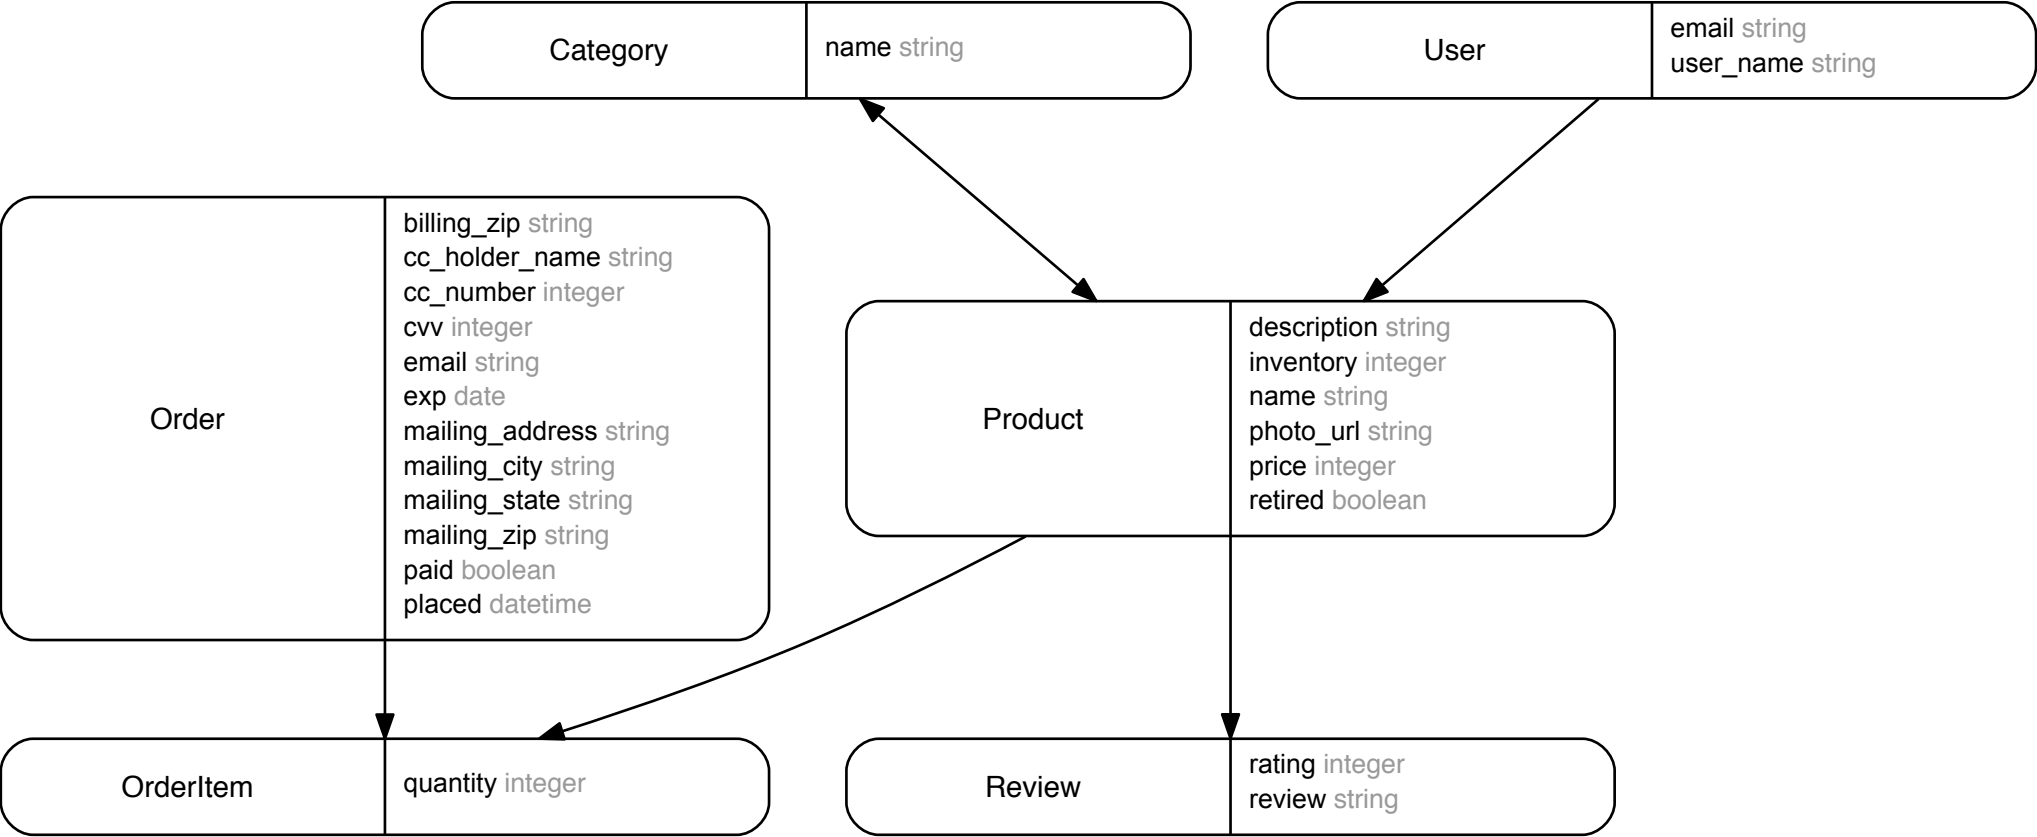 Category
name string
User
email string
user_name string
Order
billing_zip string
cc_holder_name string
cc_number integer
cvv integer
email string
exp date
mailing_address string
mailing_city string
mailing_state string
mailing_zip string
paid boolean
placed datetime
Product
description string
inventory integer
name string
photo_url string
price integer
retired boolean
OrderItem
quantity integer
Review
rating integer
review string